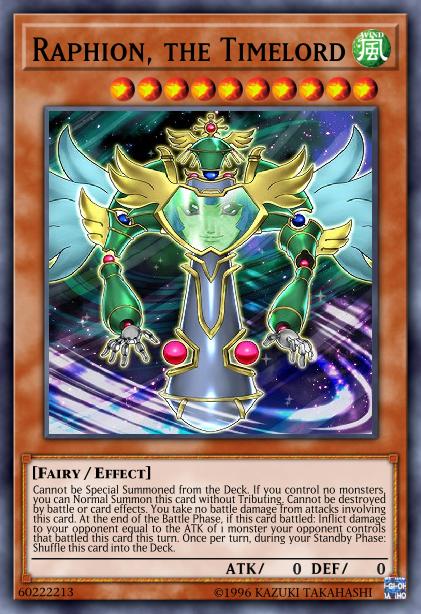 RAPHION, THE TIMELORD
WIND
風
[FAIRY / EFFECT]
Cannot be Special Summoned from the Deck. If you control no monsters,
you can Normal Summon this card without Tributing. Cannot be destroyed
by battle or card effects. You take no battle damage from attacks involving
this card. At the end of the Battle Phase, if this card battled: Inflict damage
to your opponent equal to the ATK of 1 monster your opponent controls
that battled this card this turn. Once per turn, during your Standby Phase:
Shuffle this card into the Deck.
ATK/ 0 DEF/ 0
60222213 ©1996 KAZUKI TAKAHASHI